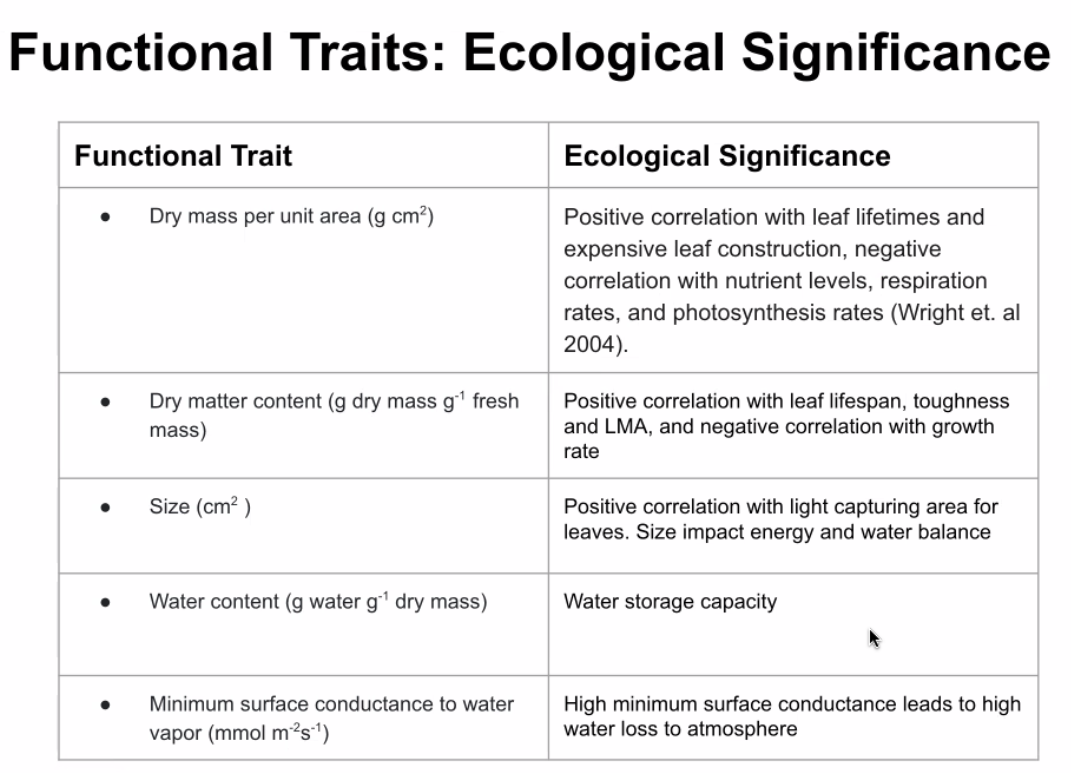 Functional Traits: Ecological Significance
Functional Trait
Ecological Significance
● Dry mass per unit area (g cm²)
Positive correlation with leaf lifetimes and
expensive leaf construction, negative
correlation with nutrient levels, respiration
rates, and photosynthesis rates (Wright et. al
2004).
● Dry matter content (g dry mass g⁻¹ fresh
mass)
Positive correlation with leaf lifespan, toughness
and LMA, and negative correlation with growth
rate
● Size (cm² )
Positive correlation with light capturing area for
leaves. Size impact energy and water balance
● Water content (g water g⁻¹ dry mass)
Water storage capacity
● Minimum surface conductance to water
vapor (mmol m⁻²s⁻¹)
High minimum surface conductance leads to high
water loss to atmosphere